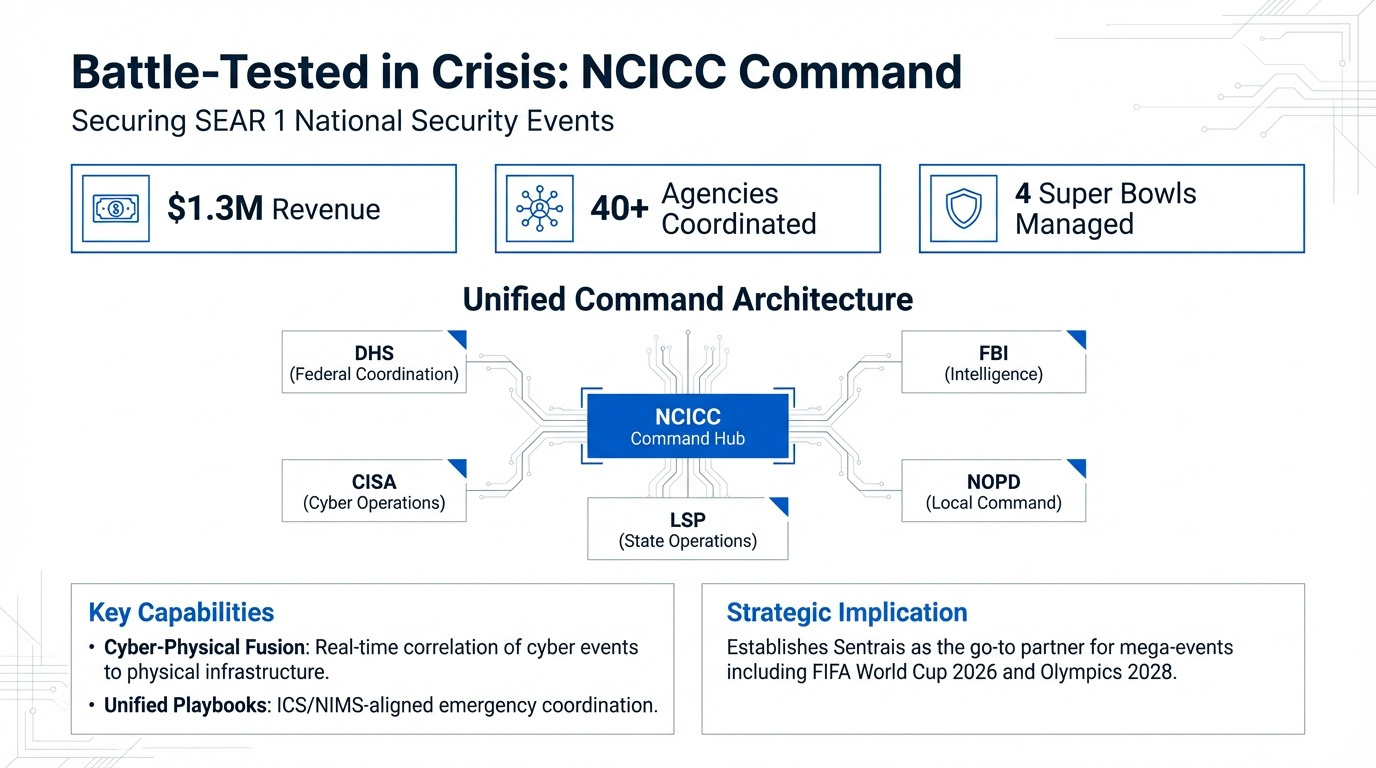 Battle-Tested in Crisis: NCICC Command
Securing SEAR 1 National Security Events
$1.3M Revenue
40+ Agencies
Coordinated
4 Super Bowls
Managed
Unified Command Architecture
DHS
(Federal Coordination)
FBI
(Intelligence)
NCICC
Command Hub
CISA
(Cyber Operations)
NOPD
(Local Command)
LSP
(State Operations)
Key Capabilities
• Cyber-Physical Fusion: Real-time correlation of cyber events
to physical infrastructure.
• Unified Playbooks: ICS/NIMS-aligned emergency coordination.
Strategic Implication
Establishes Sentrais as the go-to partner for mega-events
including FIFA World Cup 2026 and Olympics 2028.